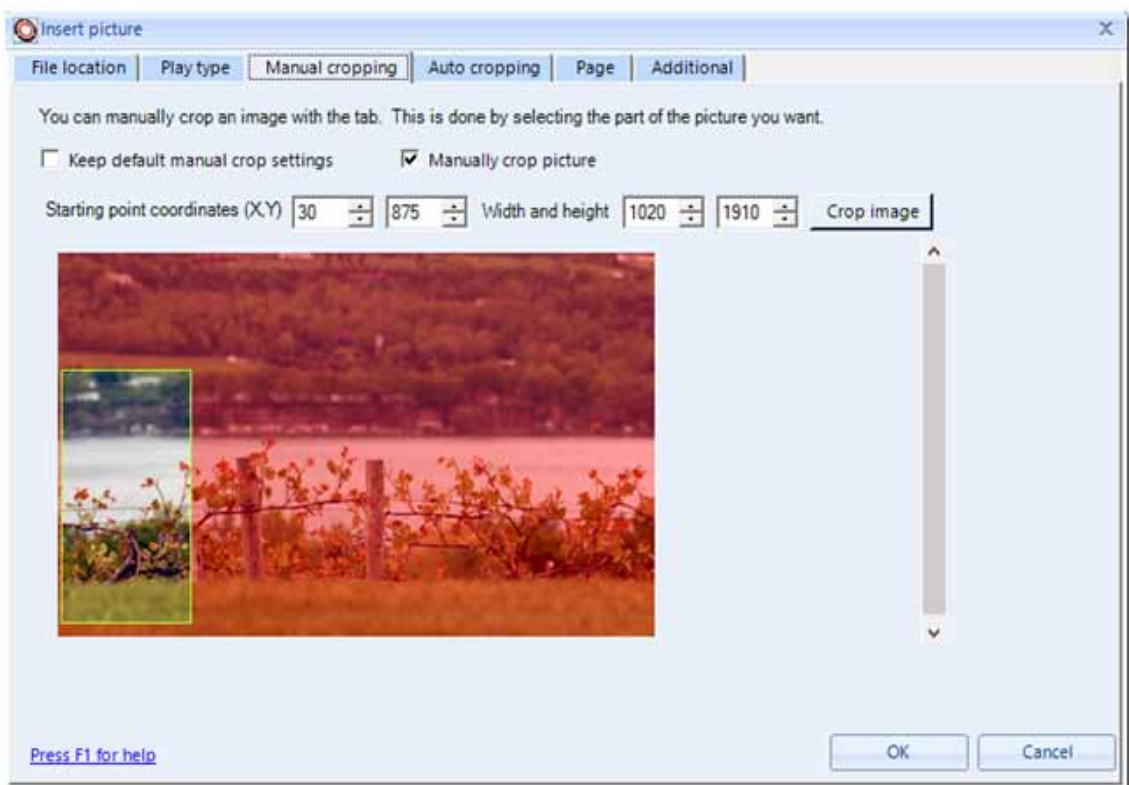 Insert picture
File location Play type Manual cropping Auto cropping Page Additional
You can manually crop an image with the tab. This is done by selecting the part of the picture you want.
Keep default manual crop settings Manually crop picture
Starting point coordinates (X,Y) 30 875 Width and height 1020 1910 Crop image
Press F1 for help OK Cancel